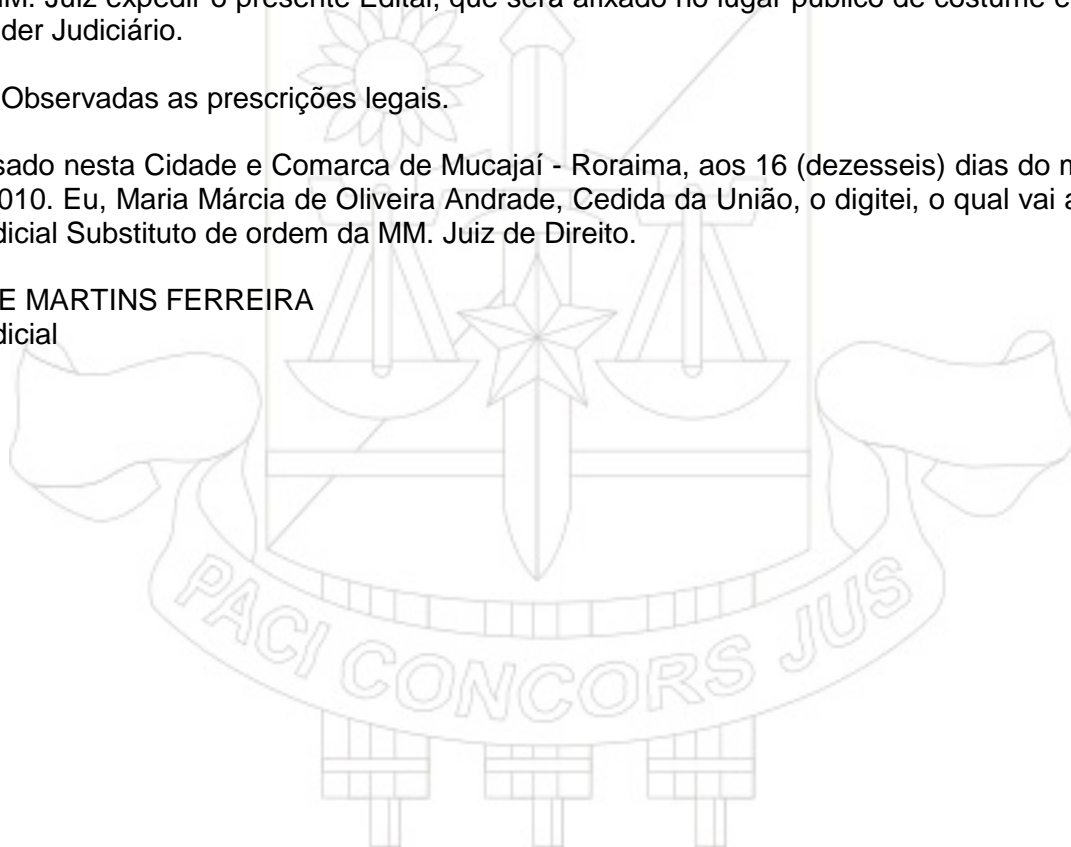 MM. Juiz expedir o presente Edital, que será afixado no lugar público de costume e
der Judiciário.
Observadas as prescrições legais.
sado nesta Cidade e Comarca de Mucajaí - Roraima, aos 16 (dezesseis) dias do m
010. Eu, Maria Márcia de Oliveira Andrade, Cedida da União, o digitei, o qual vai a
dicial Substituto de ordem da MM. Juiz de Direito.
E MARTINS FERREIRA
dicial
PACI CONCORS JUS